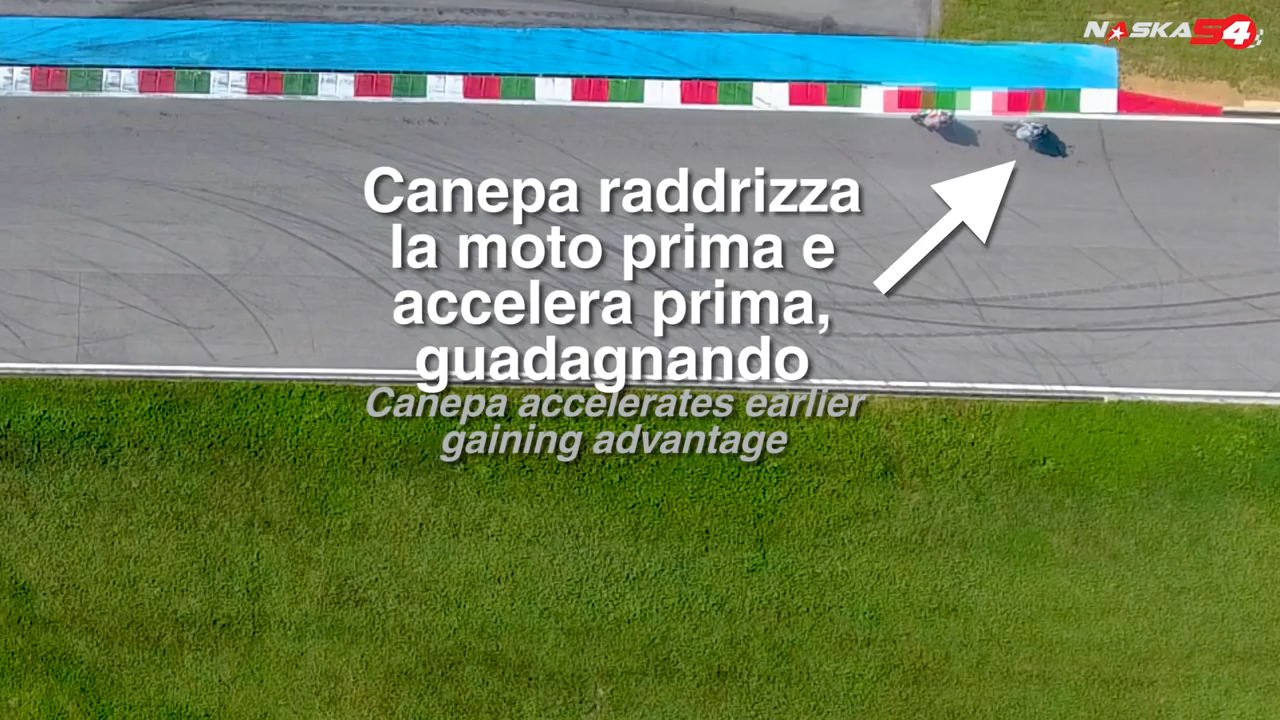 NASKA54
Canepa raddrizza
la moto prima e
accelera prima,
guadagnando
Canepa accelerates earlier
gaining advantage